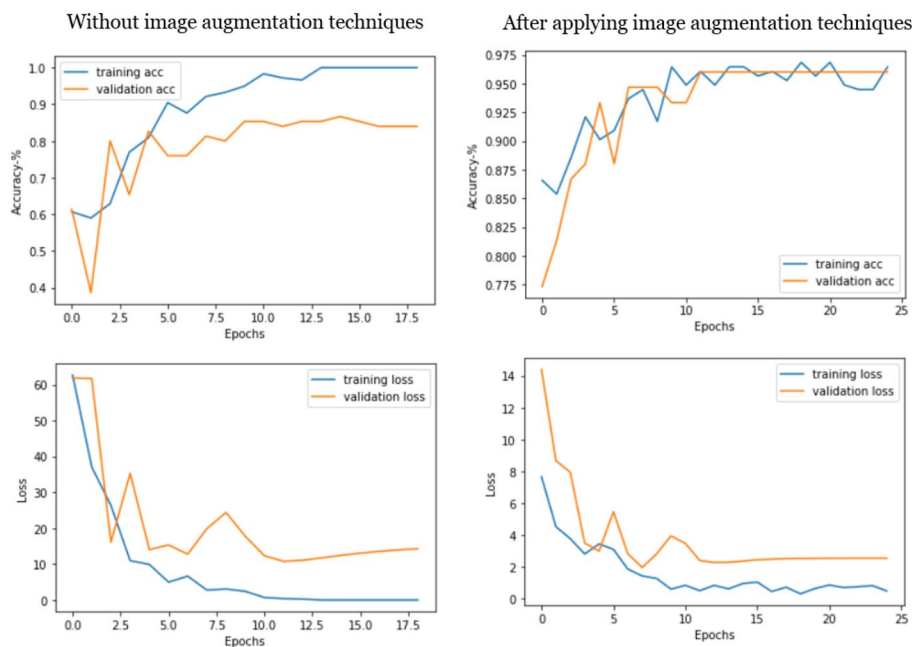 Without image augmentation techniques
After applying image augmentation techniques
1.0
0.9
0.8
0.7
0.6
0.5
0.4
Accuracy-%
training acc
validation acc
0.0 2.5 5.0 7.5 10.0 12.5 15.0 17.5
Epochs
0.975
0.950
0.925
0.900
0.875
0.850
0.825
0.800
0.775
Accuracy-%
training acc
validation acc
0 5 10 15 20 25
Epochs
60
50
40
30
20
10
0
Loss
training loss
validation loss
0.0 2.5 5.0 7.5 10.0 12.5 15.0 17.5
Epochs
14
12
10
8
6
4
2
0
Loss
training loss
validation loss
0 5 10 15 20 25
Epochs